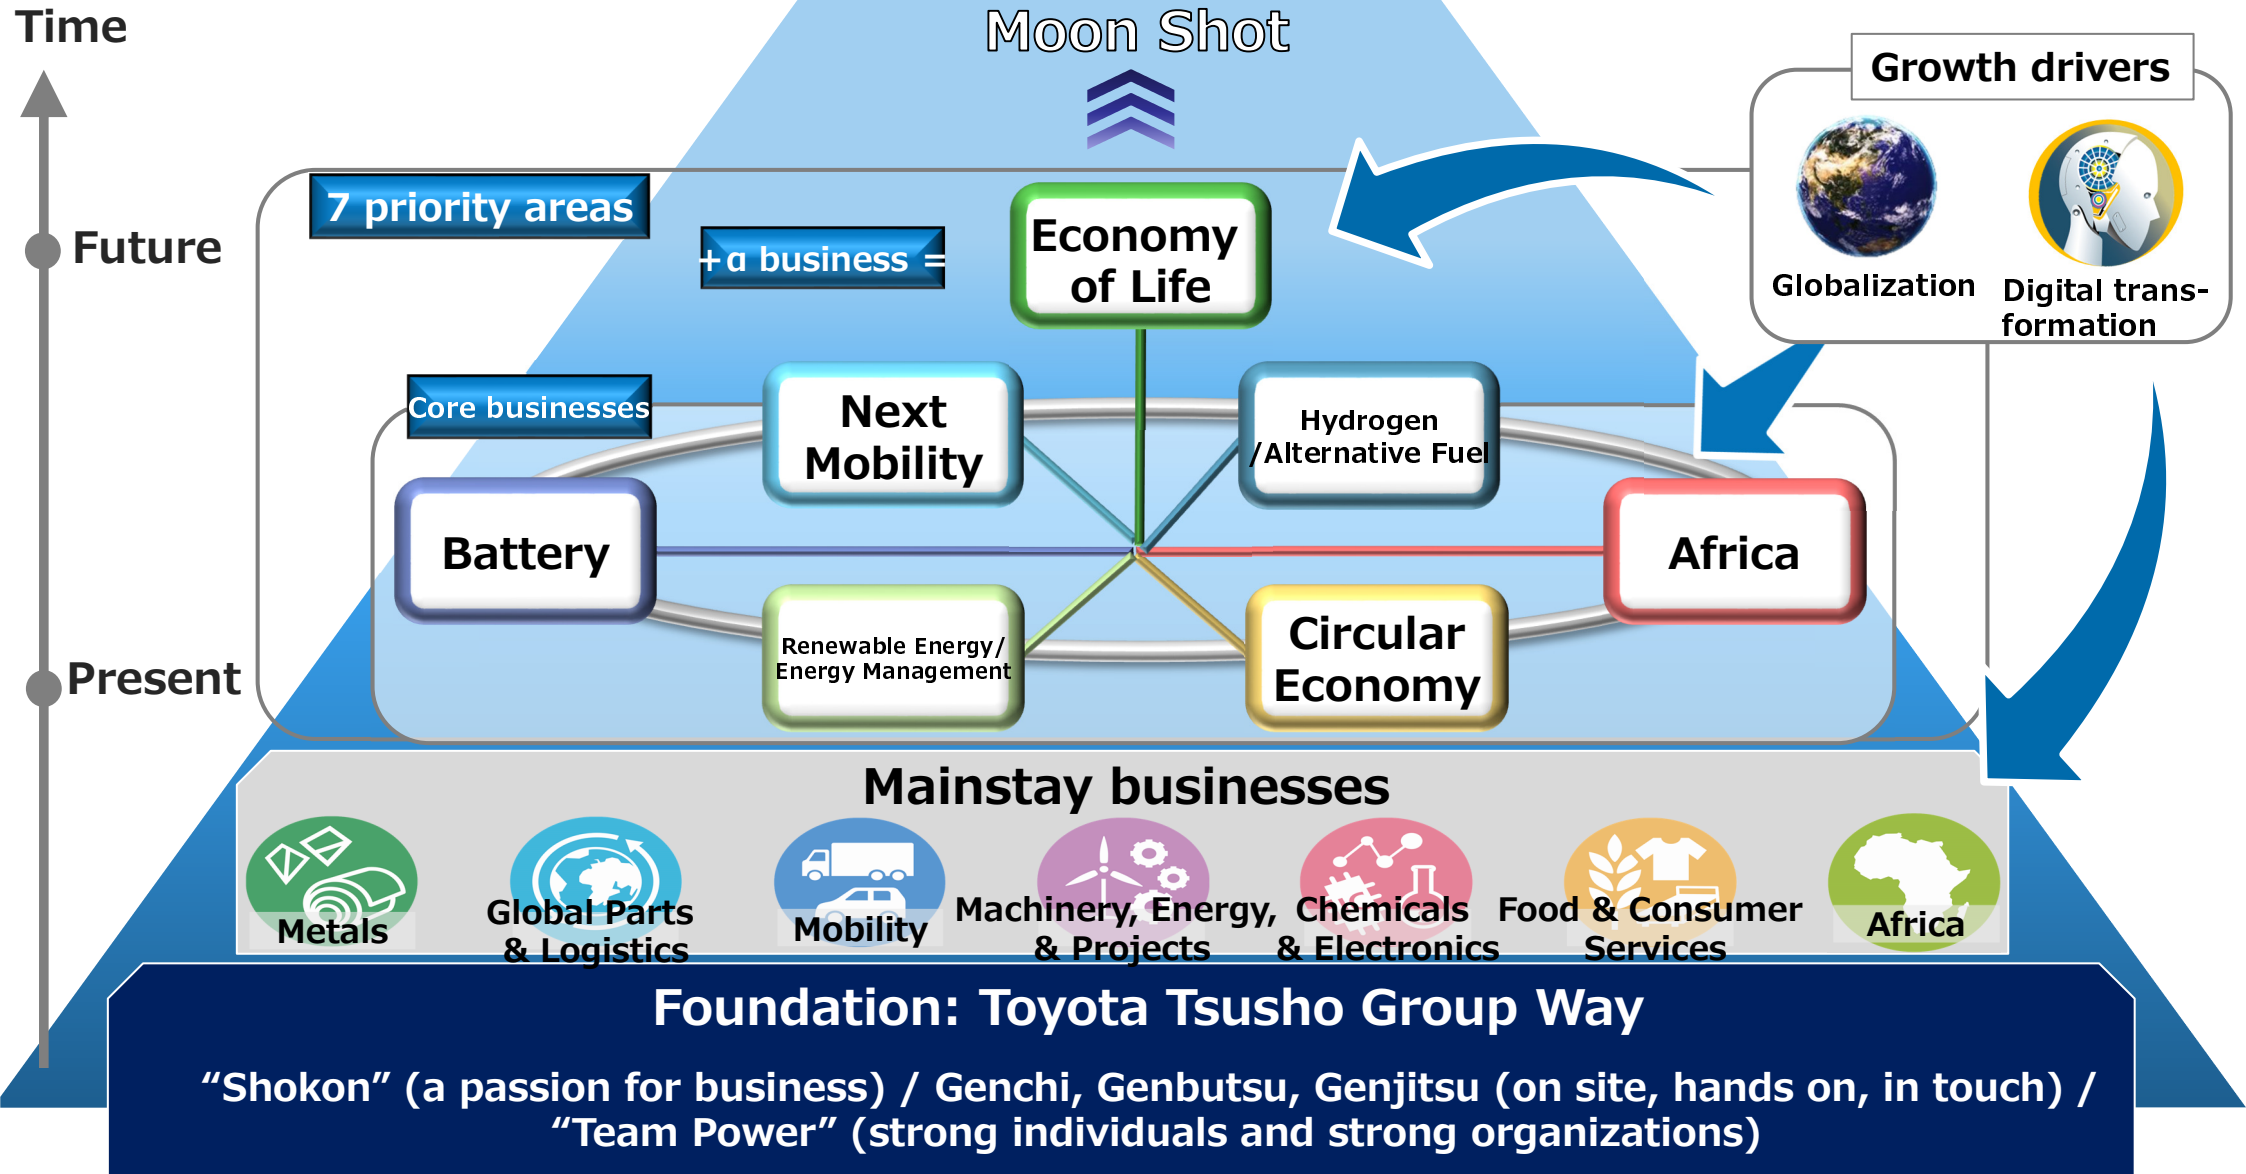 Time
Moon Shot
Growth drivers
7 priority areas
Future
+α business =
Economy
of Life
Globalization
Digital trans-
formation
Core businesses
Next
Mobility
Hydrogen
/Alternative Fuel
Battery
Africa
Renewable Energy/
Energy Management
Circular
Economy
Present
Mainstay businesses
Metals
Global Parts
& Logistics
Mobility
Machinery, Energy,
& Projects
Chemicals
& Electronics
Food & Consumer
Services
Africa
Foundation: Toyota Tsusho Group Way
“Shokon” (a passion for business) / Genchi, Genbutsu, Genjitsu (on site, hands on, in touch) /
“Team Power” (strong individuals and strong organizations)